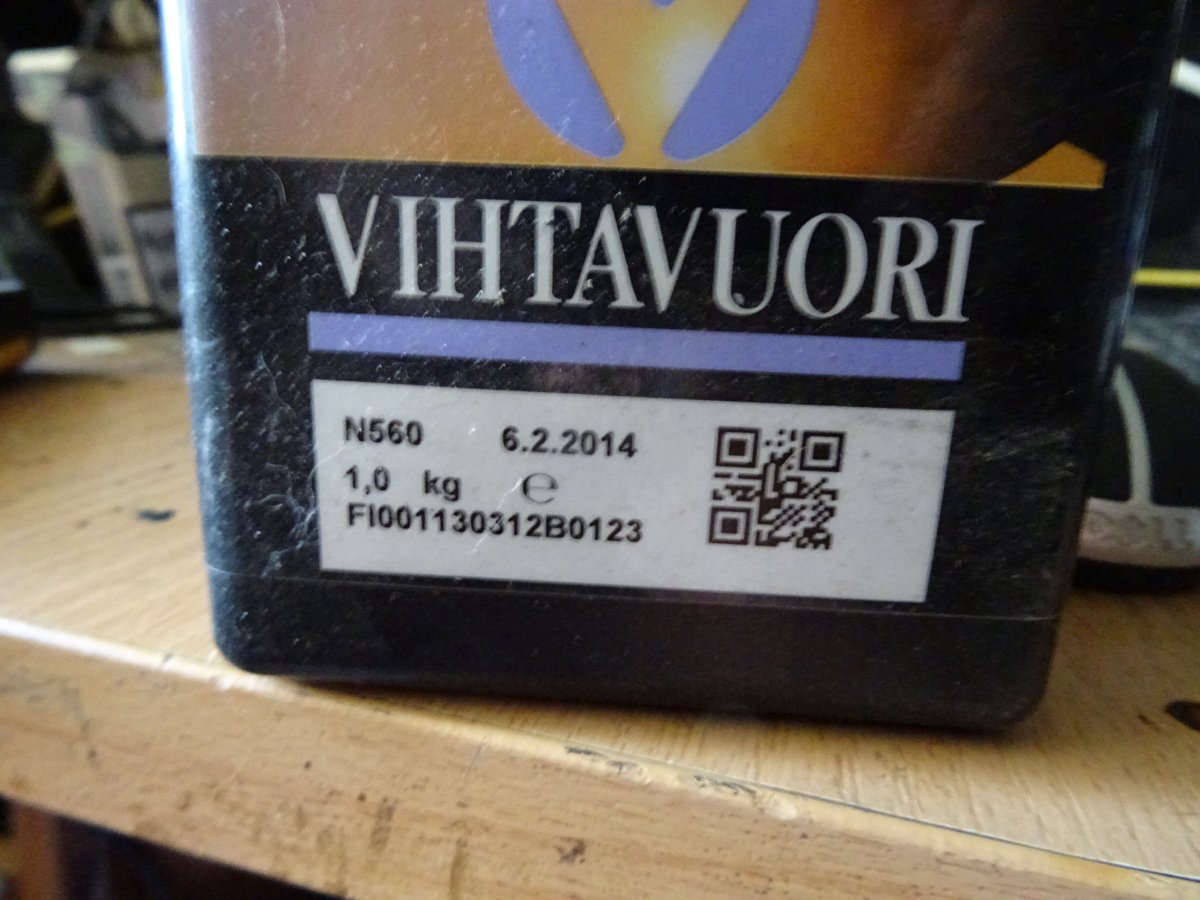 VIHTAVUORI
N560 6.2.2014
1,0 kg ℮
FI001130312B0123